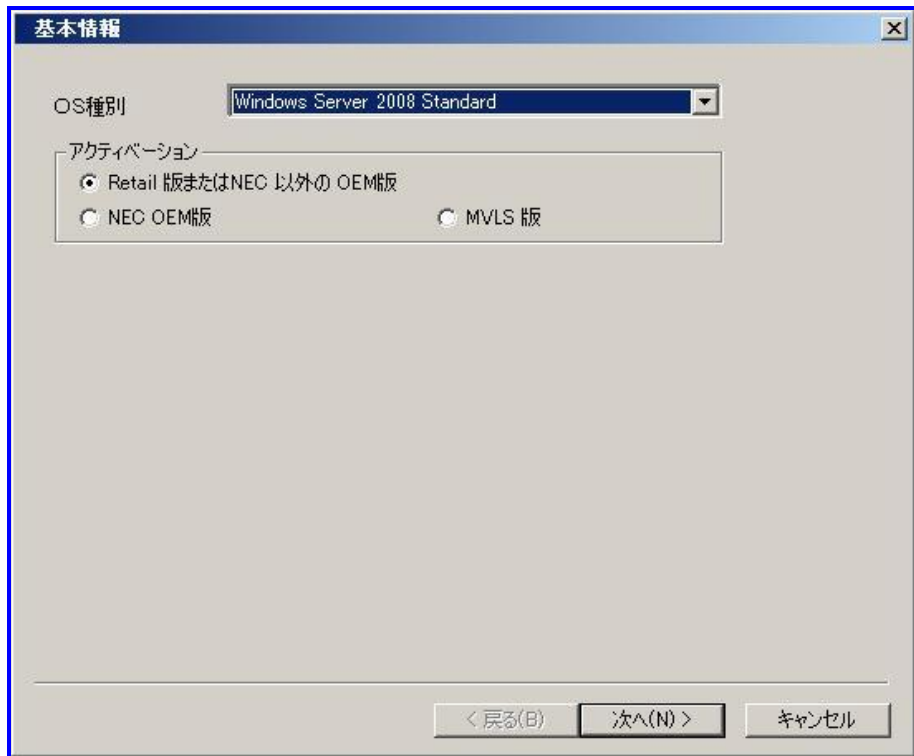 基本情報
OS種別 Windows Server 2008 Standard
アクティベーション
Retail 版またはNEC 以外の OEM版
NEC OEM版 MVLS 版
< 戻る(B) 次へ(N) > キャンセル